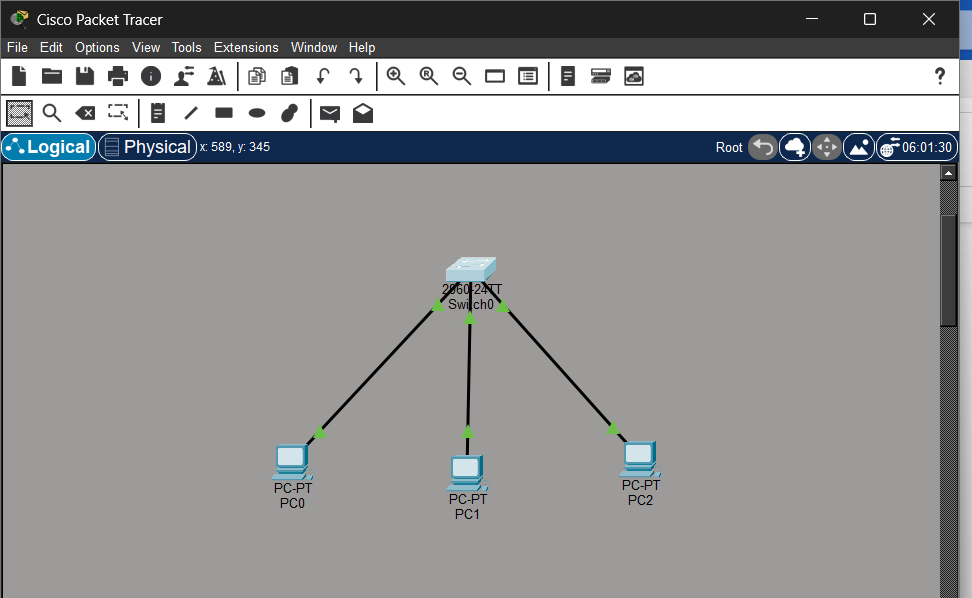 Cisco Packet Tracer
File Edit Options View Tools Extensions Window Help
Logical Physical x: 589, y: 345 Root 06:01:30
2960-24TT
Switch0
PC-PT
PC0
PC-PT
PC1
PC-PT
PC2